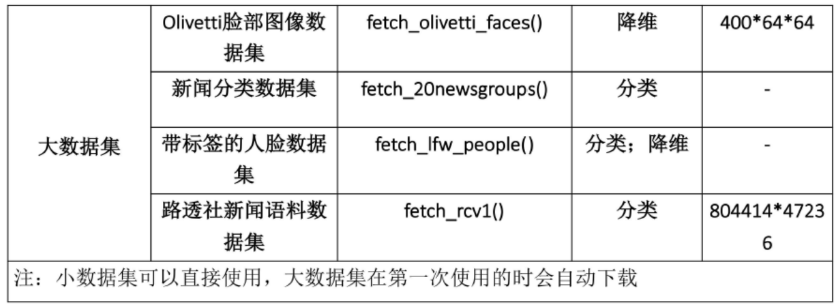 Olivetti脸部图像数
据集
fetch_olivetti_faces()
降维
400*64*64
新闻分类数据集
fetch_20newsgroups()
分类
-
大数据集
带标签的人脸数据
集
fetch_lfw_people()
分类；降维
-
路透社新闻语料数
据集
fetch_rcv1()
分类
804414*4723
6
注：小数据集可以直接使用，大数据集在第一次使用的时会自动下载